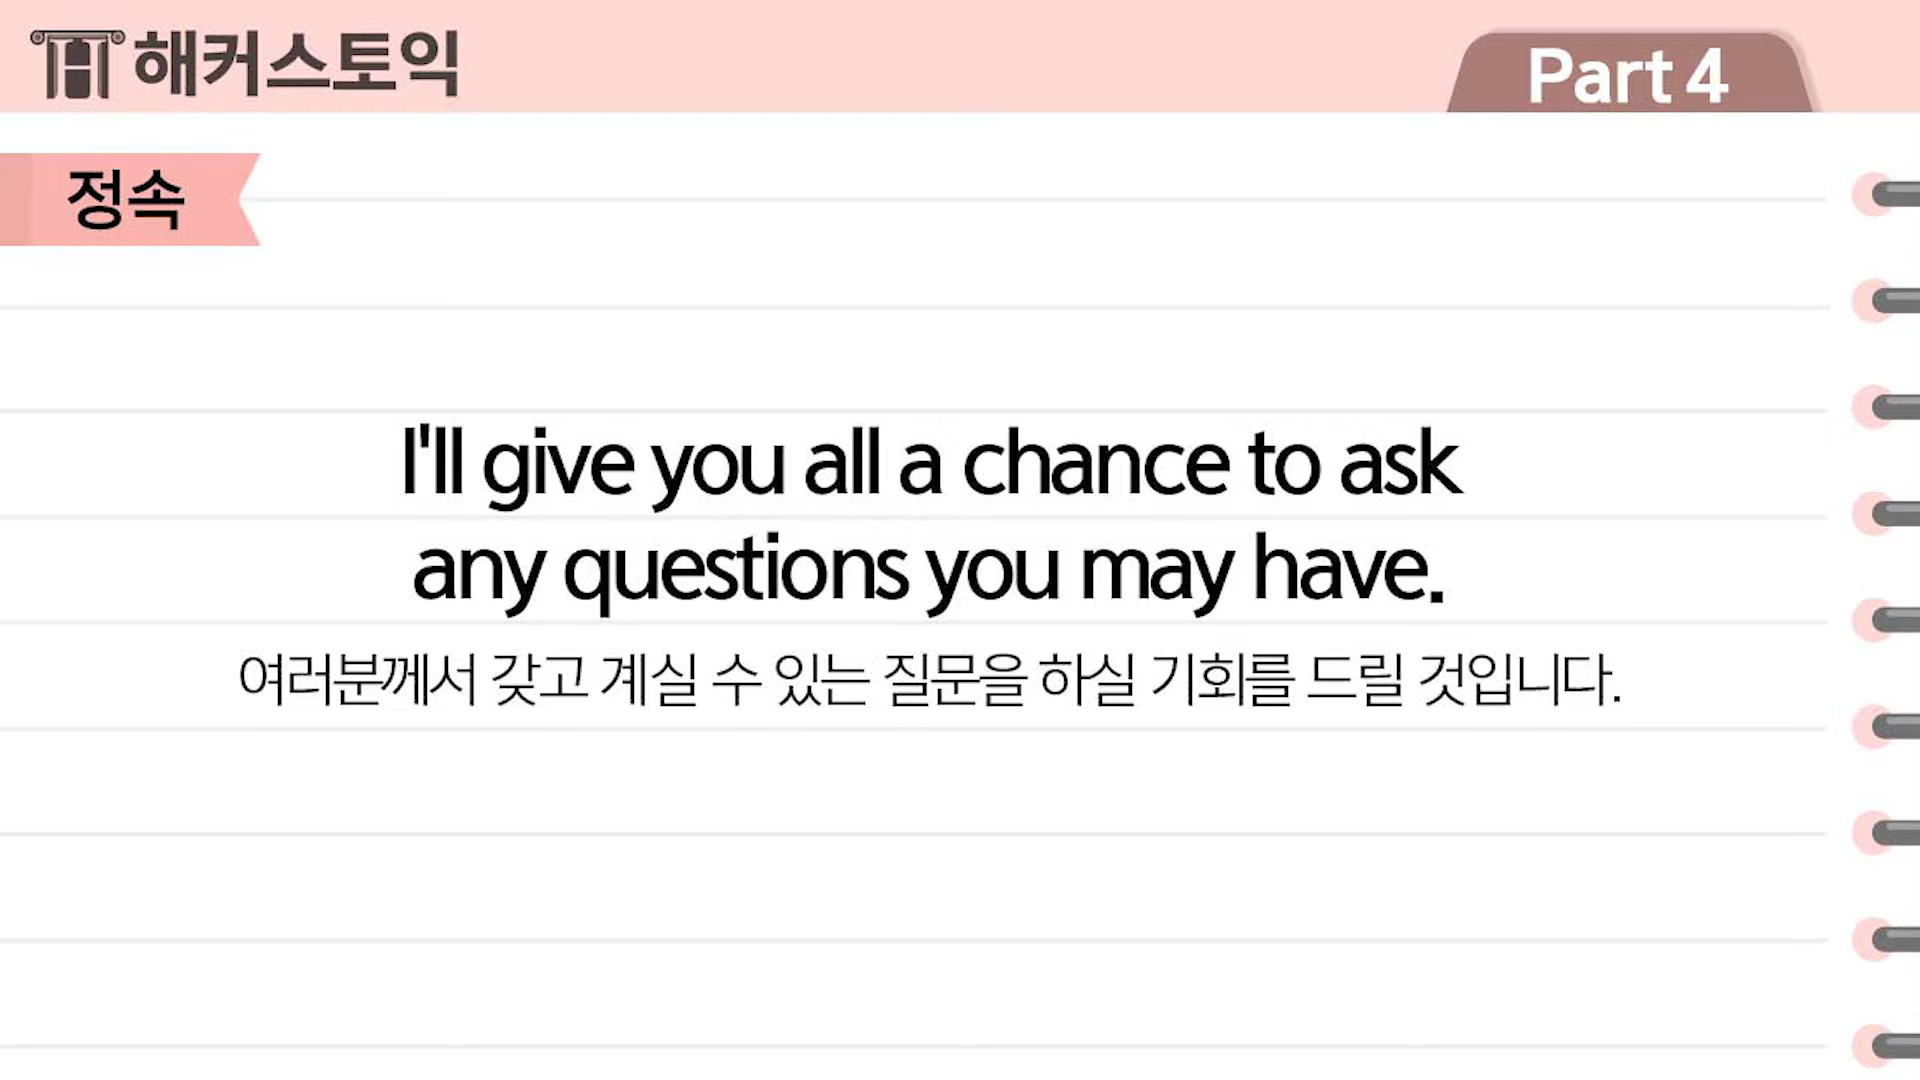 해커스토익
Part 4
정속
I'll give you all a chance to ask
any questions you may have.
여러분께서 갖고 계실 수 있는 질문을 하실 기회를 드릴 것입니다.